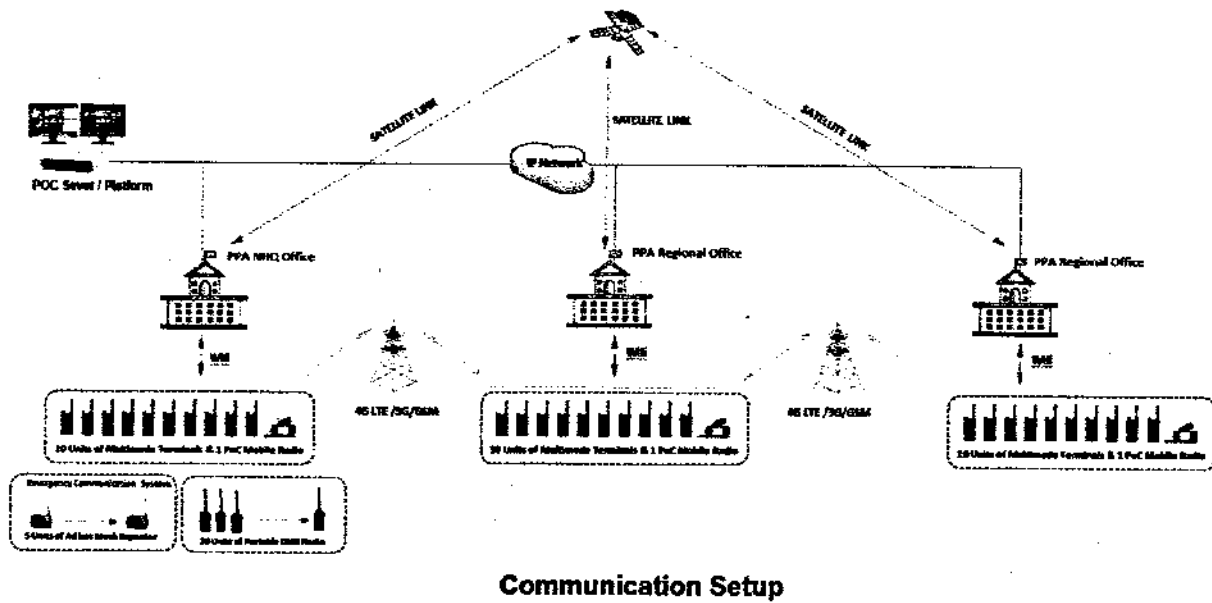 SATELLITE LINK
SATELLITE LINK
SATELLITE LINK
IP Network
POC Sever / Platform
PPA NHQ Office
PPA Regional Office
PPA Regional Office
4G LTE /3G/GSM
4G LTE /3G/GSM
Units of Multimode Terminals & 1 PoC Mobile Radio
Units of Multimode Terminals & 1 PoC Mobile Radio
Units of Multimode Terminals & 1 PoC Mobile Radio
Emergency Communication System
5 Units of Ad hoc Mesh Repeater
20 Units of Portable DMR Radio
Communication Setup